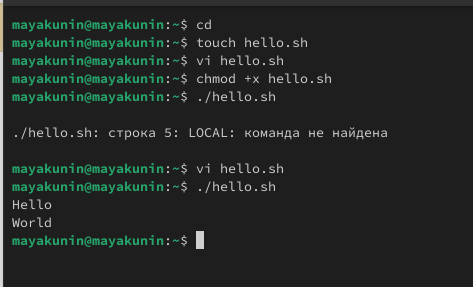 mayakunin@mayakunin:~$ cd
mayakunin@mayakunin:~$ touch hello.sh
mayakunin@mayakunin:~$ vi hello.sh
mayakunin@mayakunin:~$ chmod +x hello.sh
mayakunin@mayakunin:~$ ./hello.sh
./hello.sh: строка 5: LOCAL: команда не найдена
mayakunin@mayakunin:~$ vi hello.sh
mayakunin@mayakunin:~$ ./hello.sh
Hello
World
mayakunin@mayakunin:~$